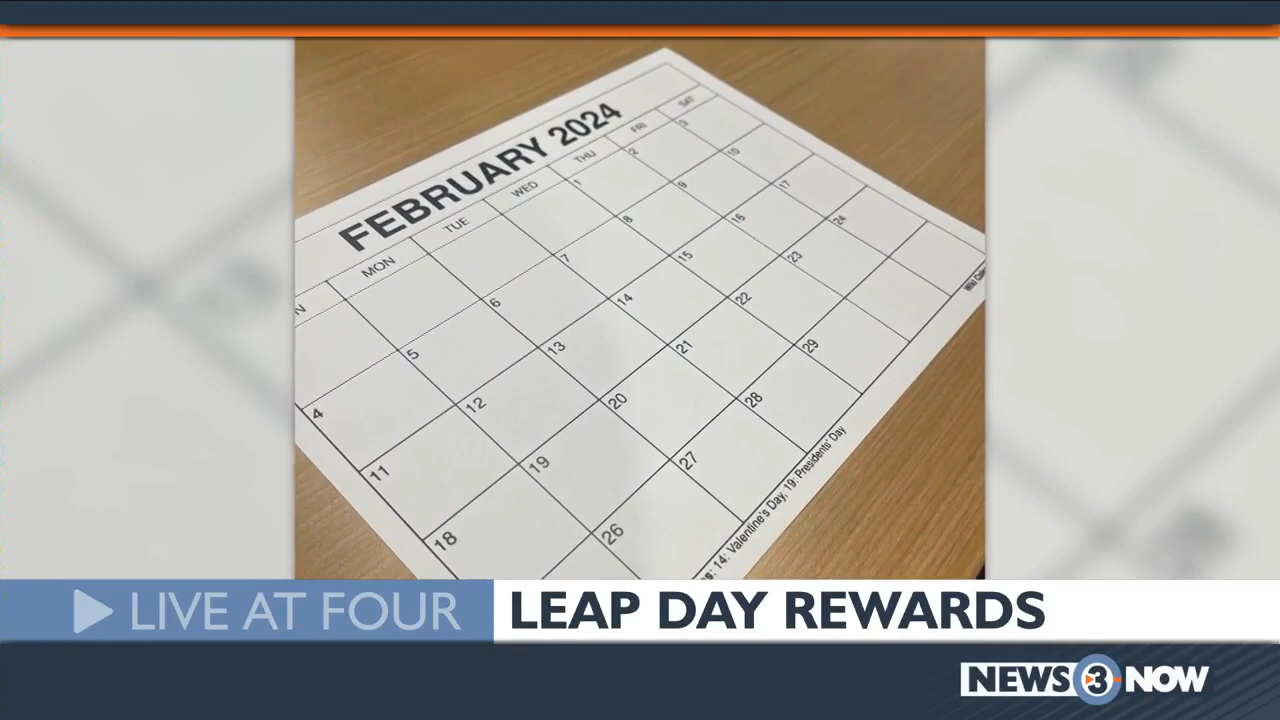 FEBRUARY 2024
N MON TUE WED THU FRI SAT
1 2 3
4 5 6 7 8 9 10
11 12 13 14 15 16 17
18 19 20 21 22 23 24
26 27 28 29
14: Valentine's Day, 19: Presidents' Day
LIVE AT FOUR
LEAP DAY REWARDS
NEWS 3 NOW